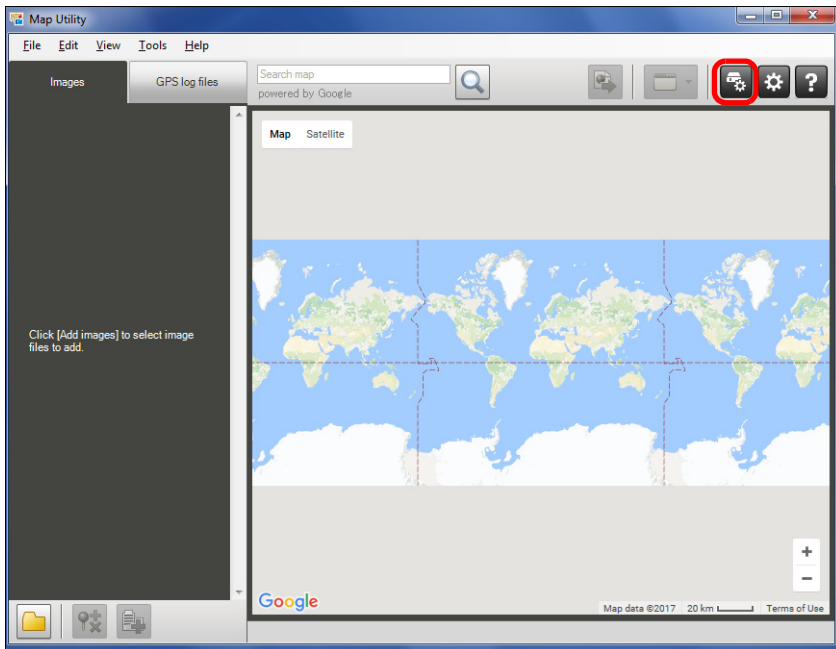 Map Utility
File Edit View Tools Help
Images
GPS log files
Search map
powered by Google
?
Map Satellite
Click [Add images] to select image
files to add.
+
−
Google
Map data ©2017 20 km Terms of Use